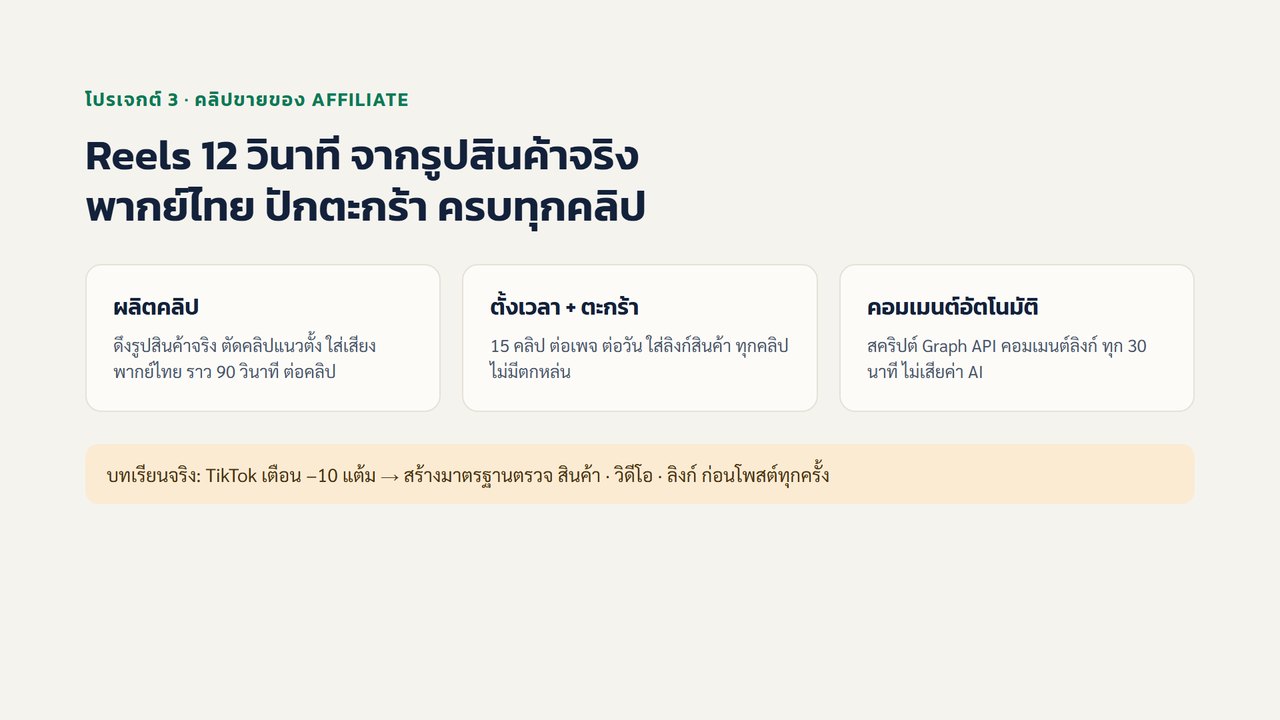 โปรเจกต์ 3 · คลิปขายของ AFFILIATE
Reels 12 วินาที จากรูปสินค้าจริง
พากย์ไทย ปักตะกร้า ครบทุกคลิป
ผลิตคลิป
ดึงรูปสินค้าจริง ตัดคลิปแนวตั้ง ใส่เสียง
พากย์ไทย ราว 90 วินาที ต่อคลิป
ตั้งเวลา + ตะกร้า
15 คลิป ต่อเพจ ต่อวัน ใส่ลิงก์สินค้า ทุกคลิป
ไม่มีตกหล่น
คอมเมนต์อัตโนมัติ
สคริปต์ Graph API คอมเมนต์ลิงก์ ทุก 30
นาที ไม่เสียค่า AI
บทเรียนจริง: TikTok เตือน −10 แต้ม → สร้างมาตรฐานตรวจ สินค้า · วิดีโอ · ลิงก์ ก่อนโพสต์ทุกครั้ง